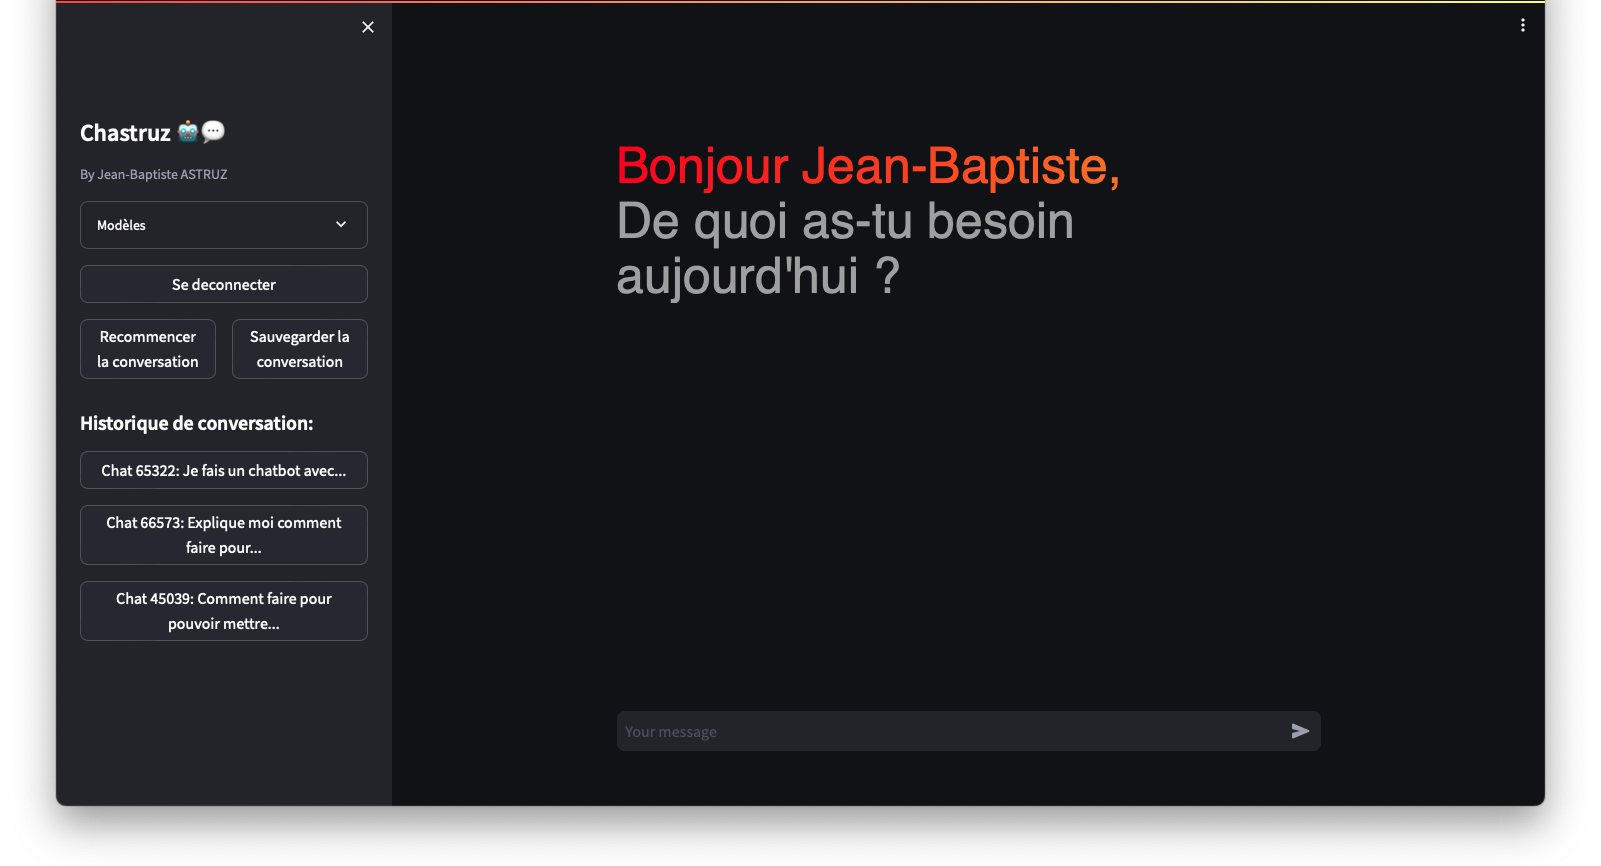 Chastruz 🤖💬
By Jean-Baptiste ASTRUZ
Modèles
Se deconnecter
Recommencer
la conversation
Sauvegarder la
conversation
Historique de conversation:
Chat 65322: Je fais un chatbot avec...
Chat 66573: Explique moi comment
faire pour...
Chat 45039: Comment faire pour
pouvoir mettre...
Bonjour Jean-Baptiste,
De quoi as-tu besoin
aujourd'hui ?
Your message